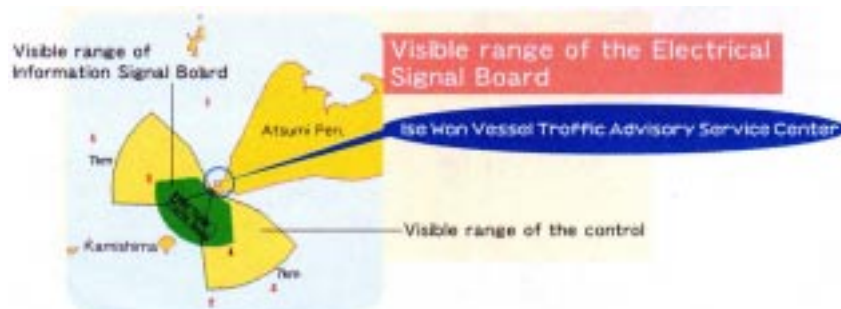 Visible range of
Information Signal Board
Visible range of the Electrical
Signal Board
Atsumi Pen.
Ise Wan Vessel Traffic Advisory Service Center
7km
Kamishima
Visible range of the control
7km